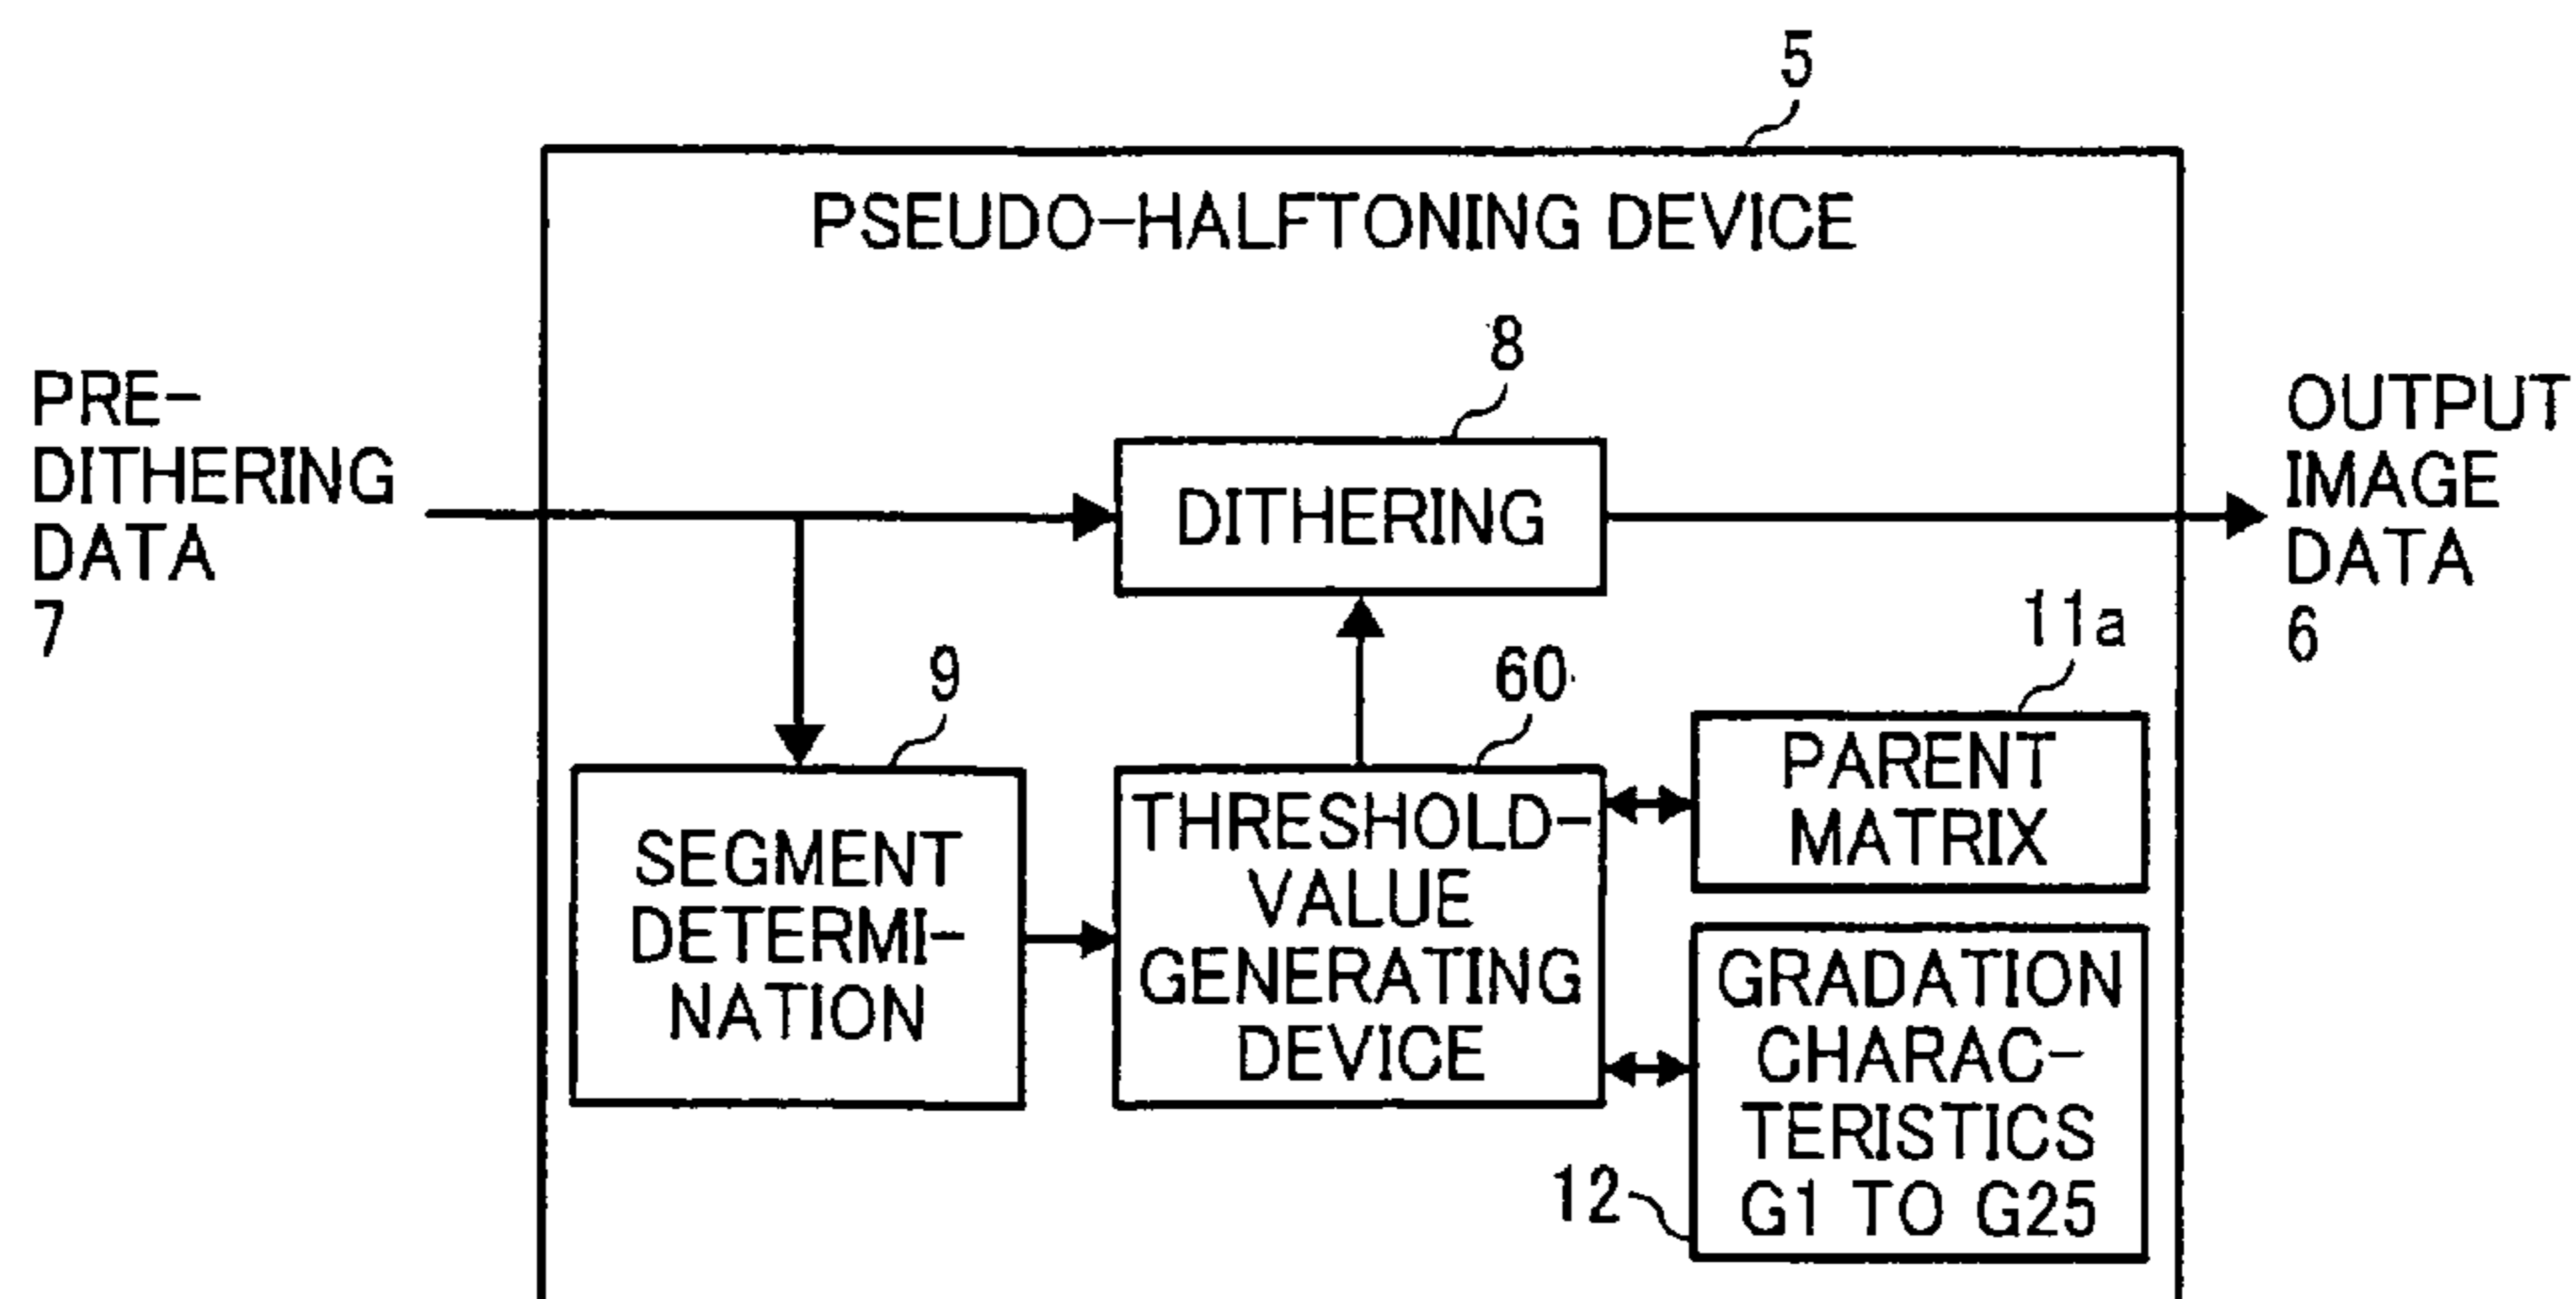 5
PSEUDO-HALFTONING DEVICE
PRE-
DITHERING
DATA
7
8
DITHERING
OUTPUT
IMAGE
DATA
6
9
SEGMENT
DETERMI-
NATION
60
THRESHOLD-
VALUE
GENERATING
DEVICE
11a
PARENT
MATRIX
12
GRADATION
CHARAC-
TERISTICS
G1 TO G25